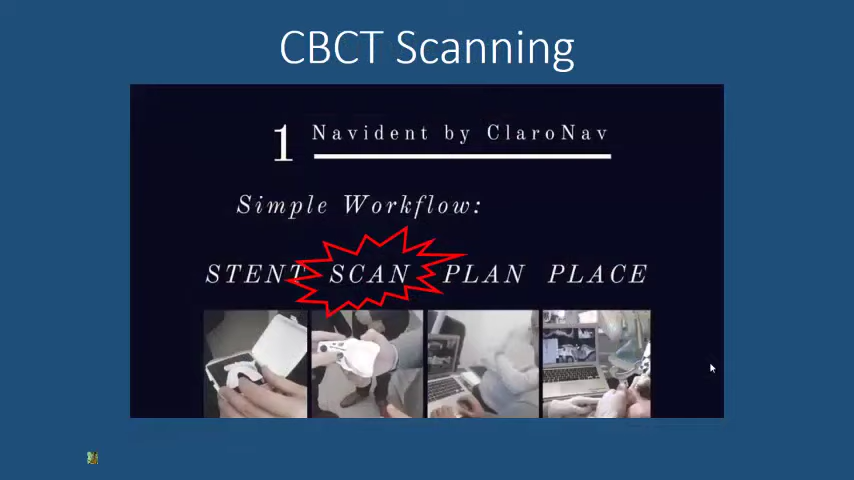 CBCT Scanning
1 Navident by ClaroNav
Simple Workflow:
STENT SCAN PLAN PLACE